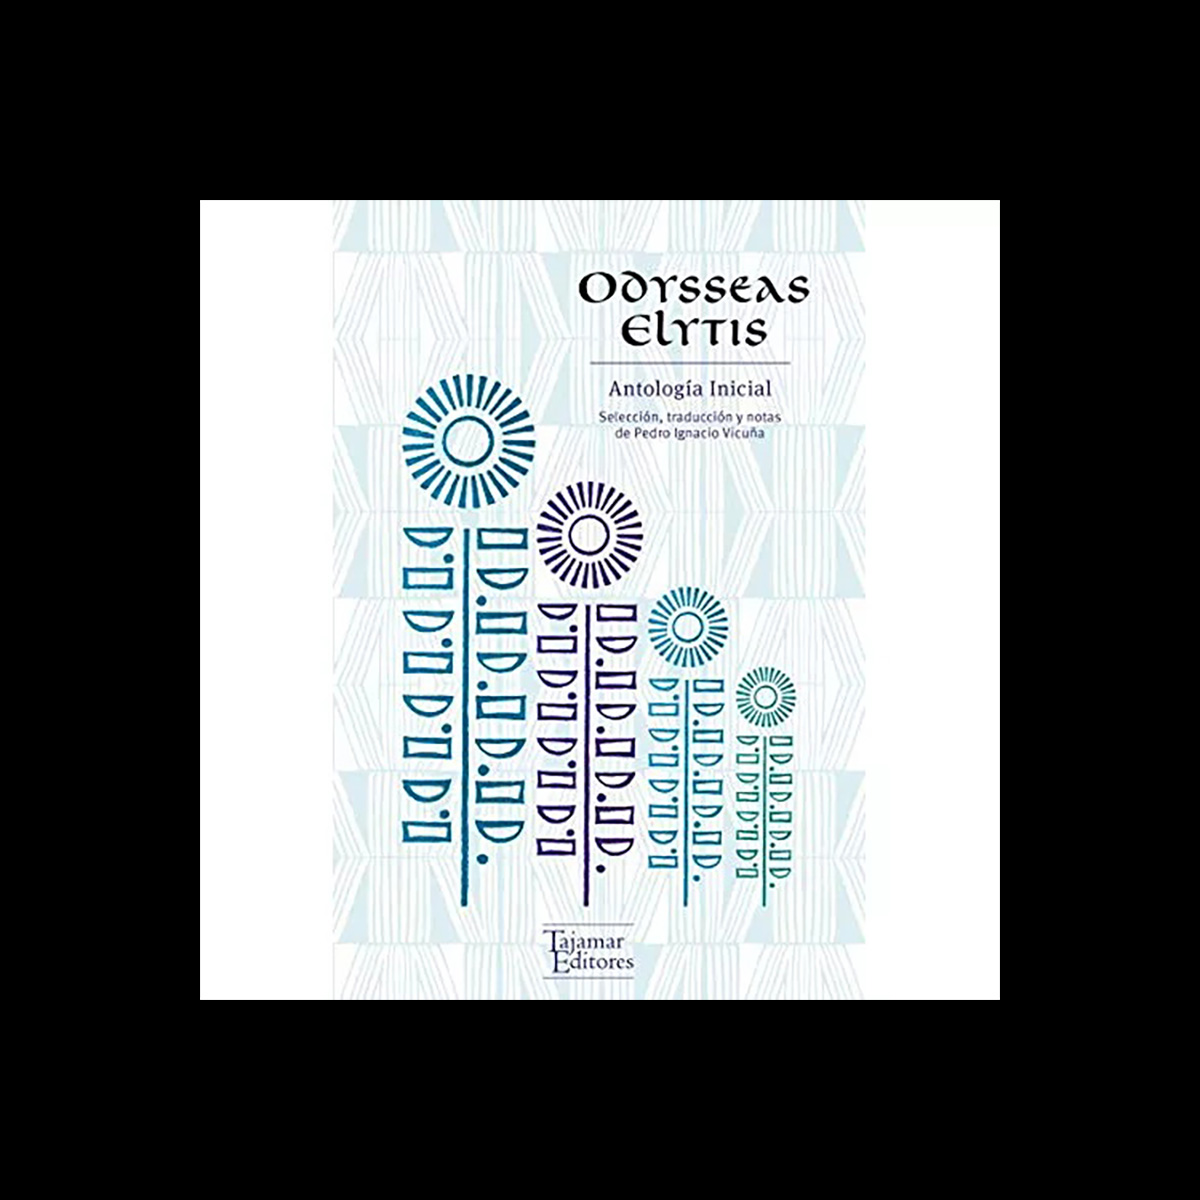 Odysseas
Elytis
Antología Inicial
Selección, traducción y notas
de Pedro Ignacio Vicuña
Tajamar
Editores